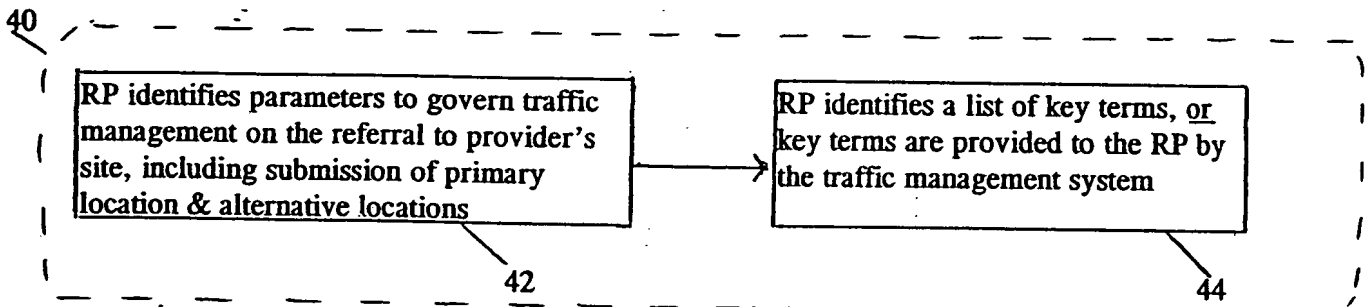 40
RP identifies parameters to govern traffic
management on the referral to provider's
site, including submission of primary
location & alternative locations
42
RP identifies a list of key terms, or
key terms are provided to the RP by
the traffic management system
44